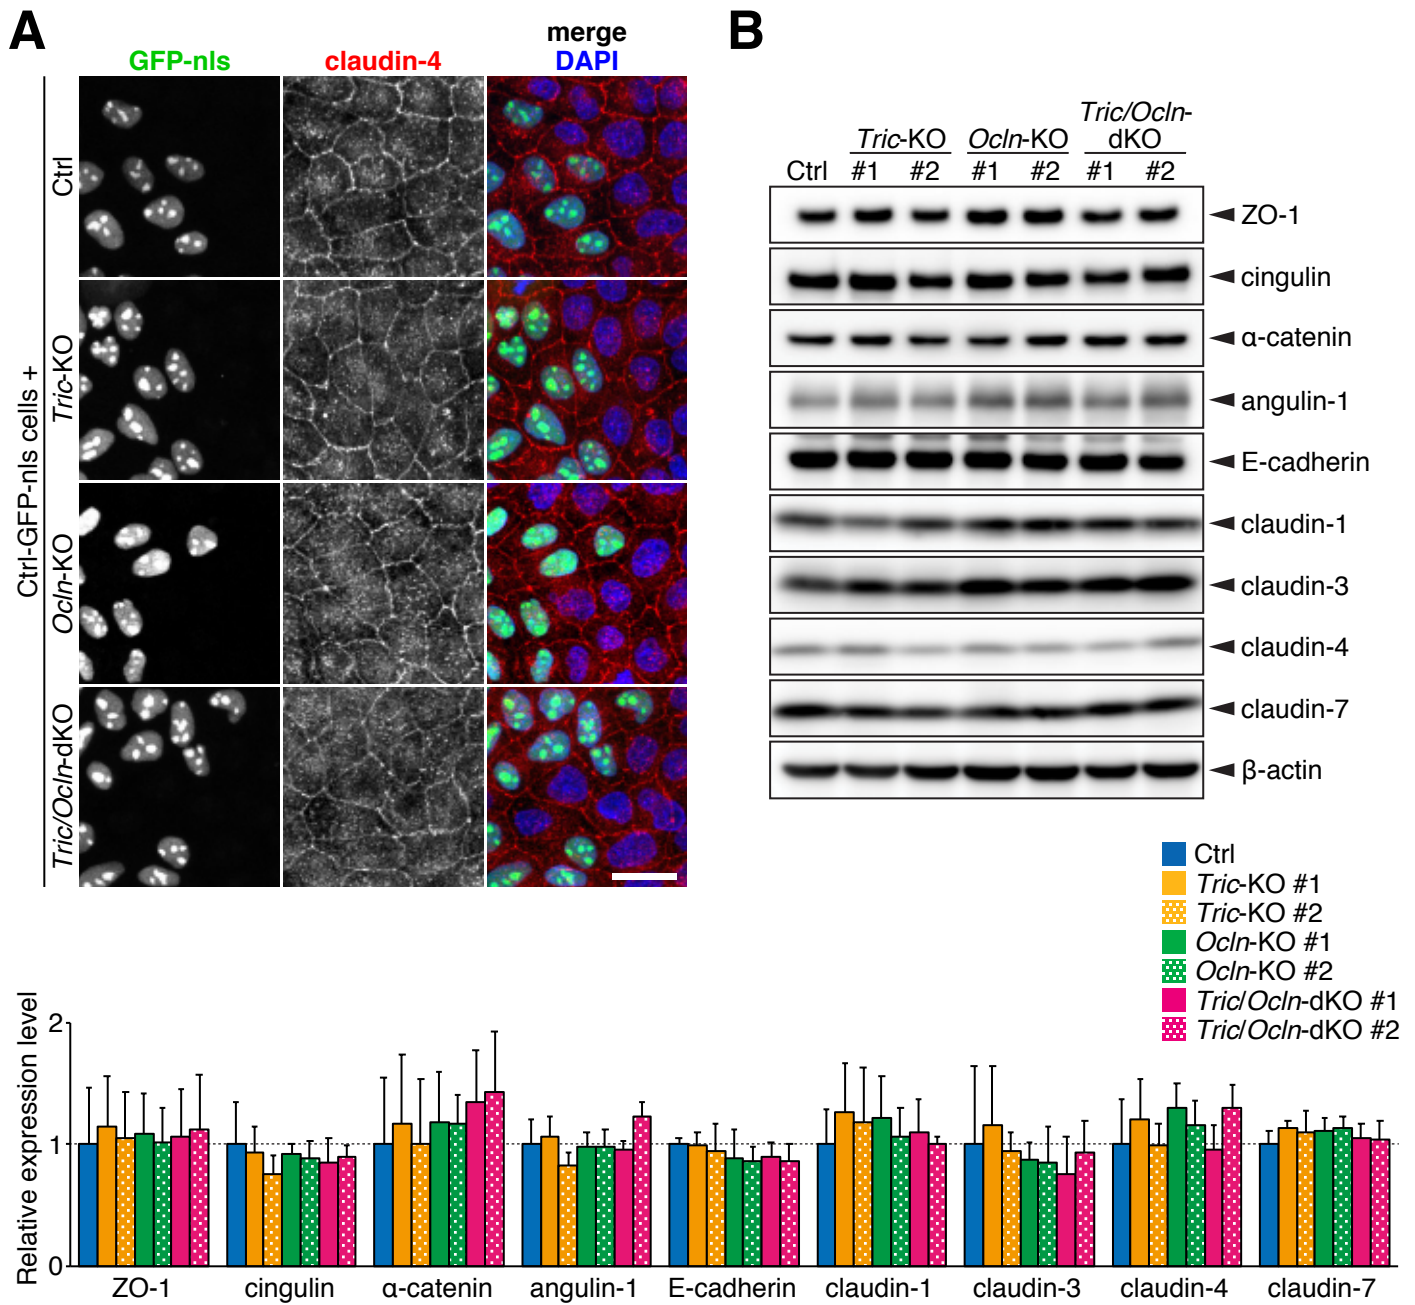 A
GFP-nls
claudin-4
merge
DAPI
Ctrl-GFP-nls cells +
Ctrl
Tric-KO
Ocln-KO
Tric/Ocln-dKO
B
Tric/Ocln-
Tric-KO Ocln-KO dKO
Ctrl #1 #2 #1 #2 #1 #2
ZO-1
cingulin
α-catenin
angulin-1
E-cadherin
claudin-1
claudin-3
claudin-4
claudin-7
β-actin
Ctrl
Tric-KO #1
Tric-KO #2
Ocln-KO #1
Ocln-KO #2
Tric/Ocln-dKO #1
Tric/Ocln-dKO #2
Relative expression level
2
1
0
ZO-1 cingulin α-catenin angulin-1 E-cadherin claudin-1 claudin-3 claudin-4 claudin-7